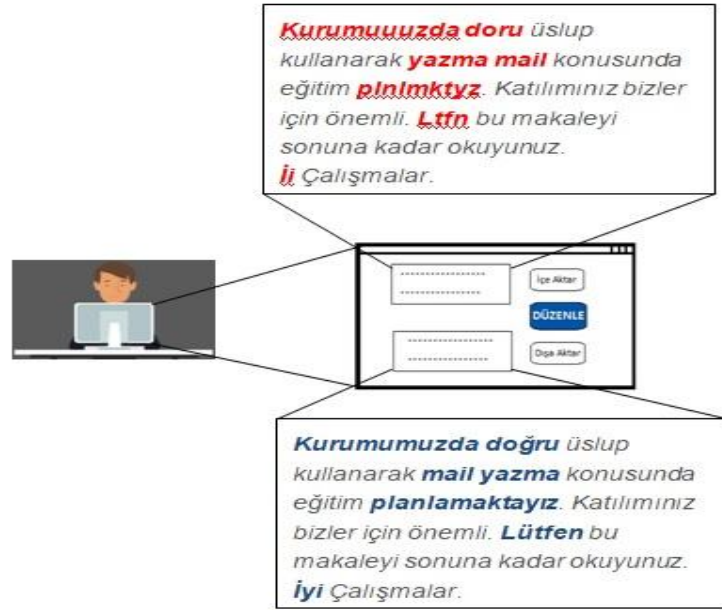 Kurumuuuzda doru üslup
kullanarak yazma mail konusunda
eğitim plnlmktyz. Katılımınız bizler
için önemli. Ltfn bu makaleyi
sonuna kadar okuyunuz.
İi Çalışmalar.
İçe Aktar
DÜZENLE
Dışa Aktar
Kurumumuzda doğru üslup
kullanarak mail yazma konusunda
eğitim planlamaktayız. Katılımınız
bizler için önemli. Lütfen bu
makaleyi sonuna kadar okuyunuz.
İyi Çalışmalar.